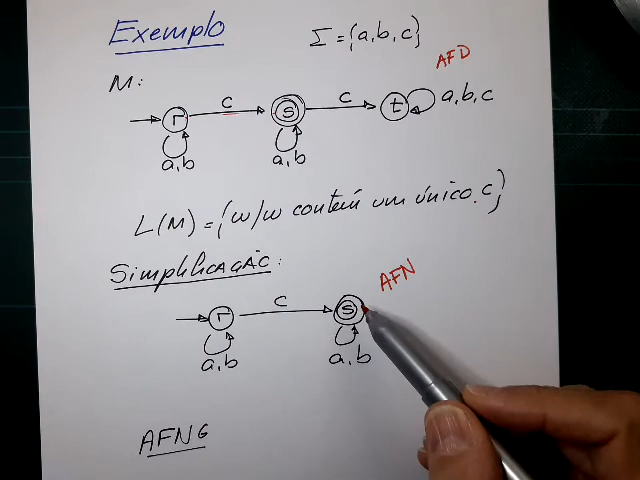 Exemplo
Σ = {a,b,c}
AFD
M:
r c s c t a,b,c
a,b a,b
L(M) = {w/w contém um único c}
Simplificação:
AFN
r c s
a,b a,b
AFNG